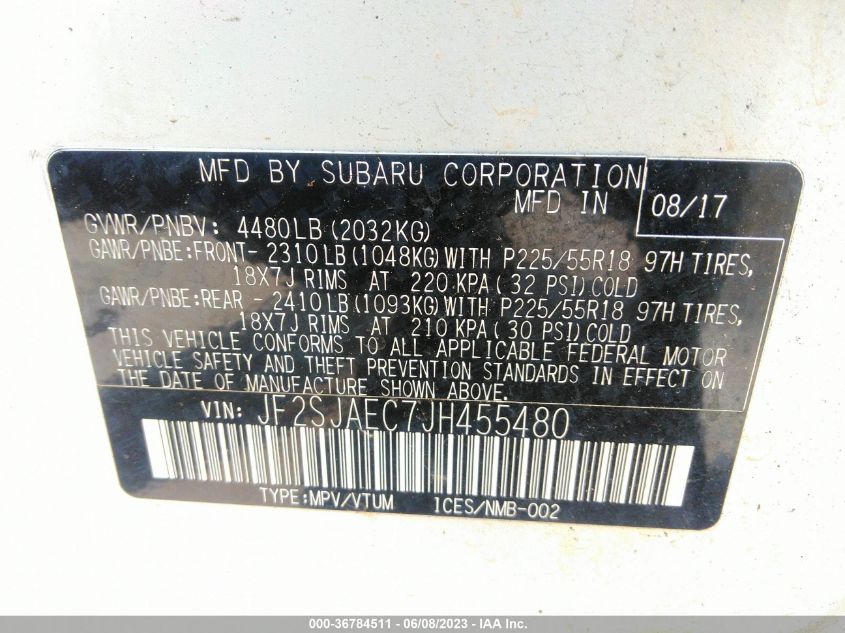 MFD BY SUBARU CORPORATION
MFD IN 08/17
GVWR/PNBV: 4480LB(2032KG)
GAWR/PNBE:FRONT- 2310LB(1048KG)WITH P225/55R18 97H TIRES,
18X7J RIMS AT 220 KPA( 32 PSI)COLD
GAWR/PNBE:REAR - 2410LB(1093KG)WITH P225/55R18 97H TIRES,
18X7J RIMS AT 210 KPA( 30 PSI)COLD
THIS VEHICLE CONFORMS TO ALL APPLICABLE FEDERAL MOTOR
VEHICLE SAFETY AND THEFT PREVENTION STANDARDS IN EFFECT ON
THE DATE OF MANUFACTURE SHOWN ABOVE.
VIN: JF2SJAEC7JH455480
TYPE:MPV/VTUM ICES/NMB-002
000-36784511 - 06/08/2023 - IAA Inc.